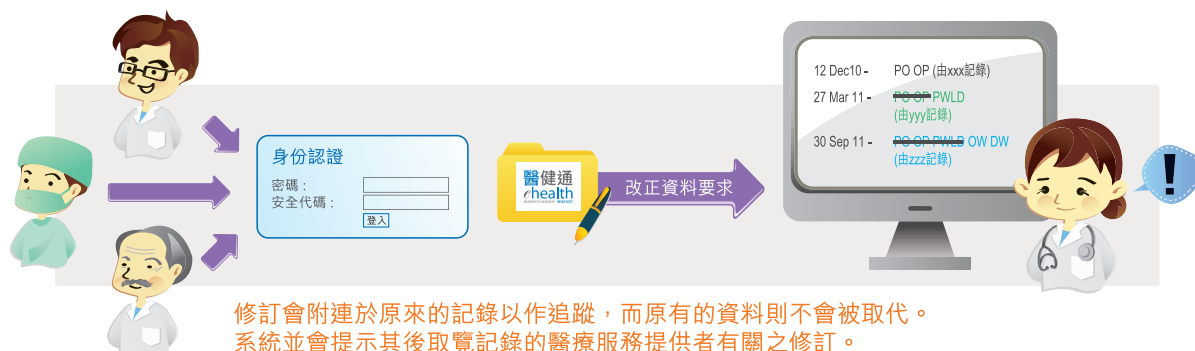 身份認證
密碼 :
安全代碼 :
登入
醫健通
ehealth
改正資料要求
12 Dec10 - PO OP (由xxx記錄)
27 Mar 11 - PO OP PWLD
(由yyy記錄)
30 Sep 11 - PO OP PWLD OW DW
(由zzz記錄)
!
修訂會附連於原來的記錄以作追蹤，而原有的資料則不會被取代。
系統並會提示其後取覽記錄的醫療服務提供者有關之修訂。